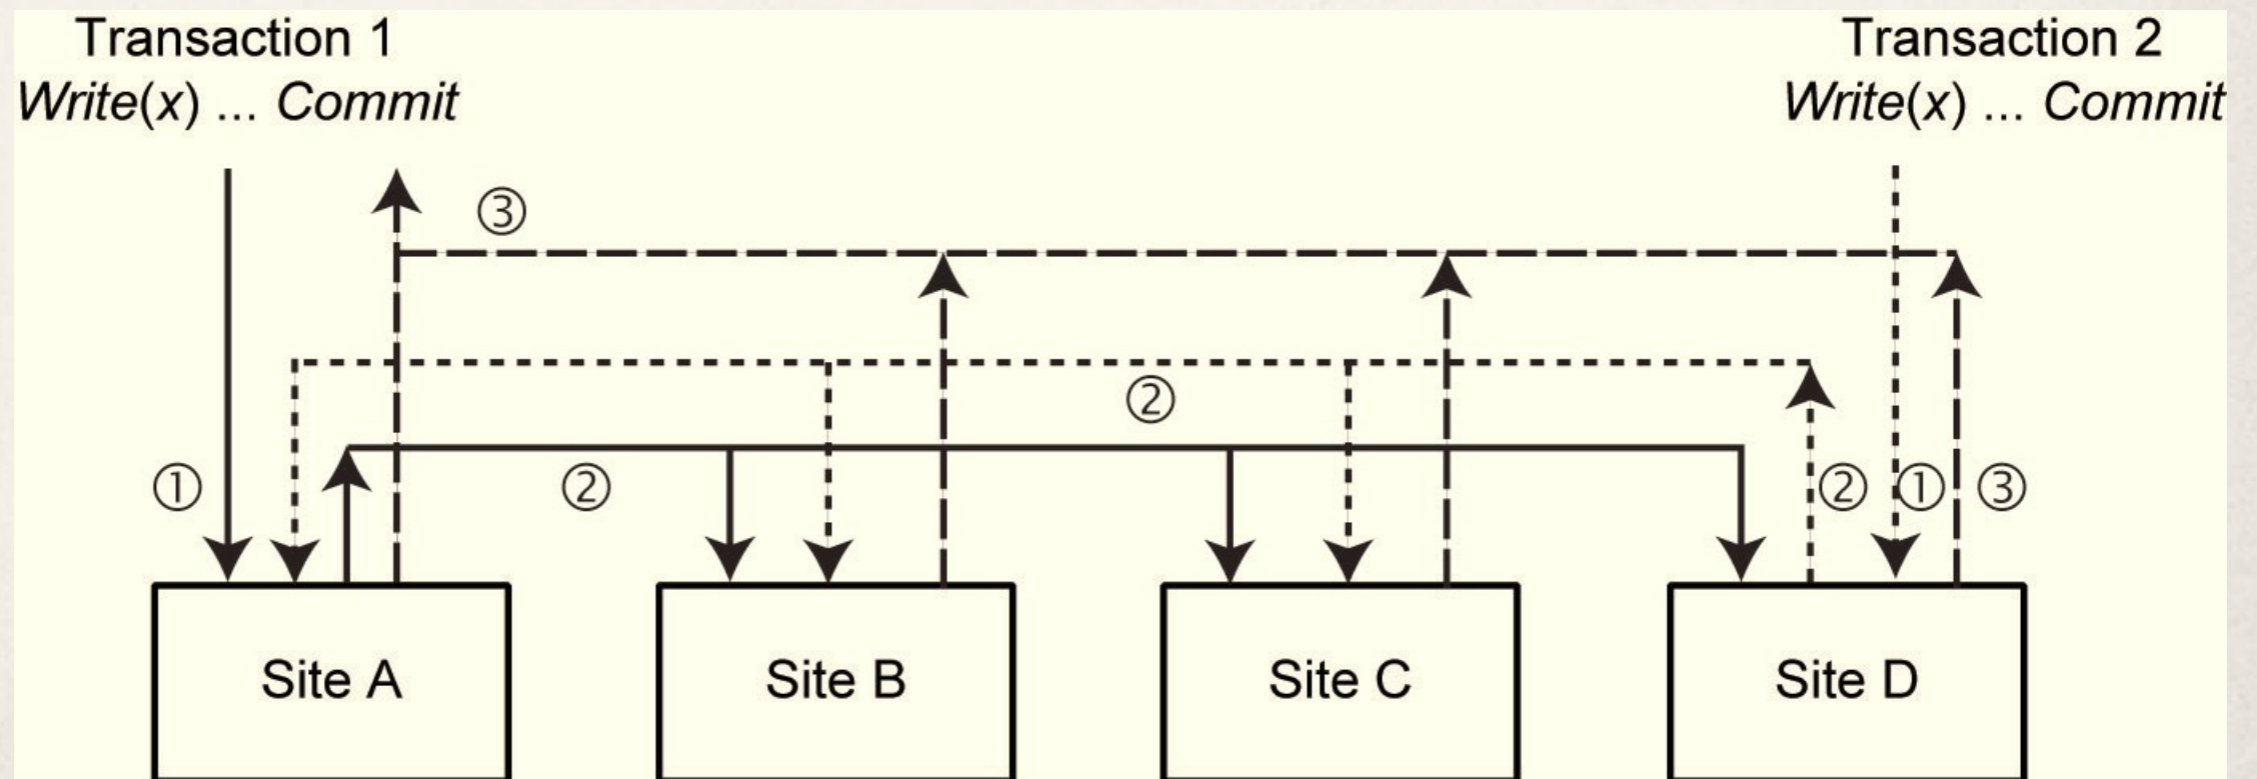 Transaction 1
Write(x) ... Commit
Transaction 2
Write(x) ... Commit
③
②
①
②
②
①
③
Site A
Site B
Site C
Site D